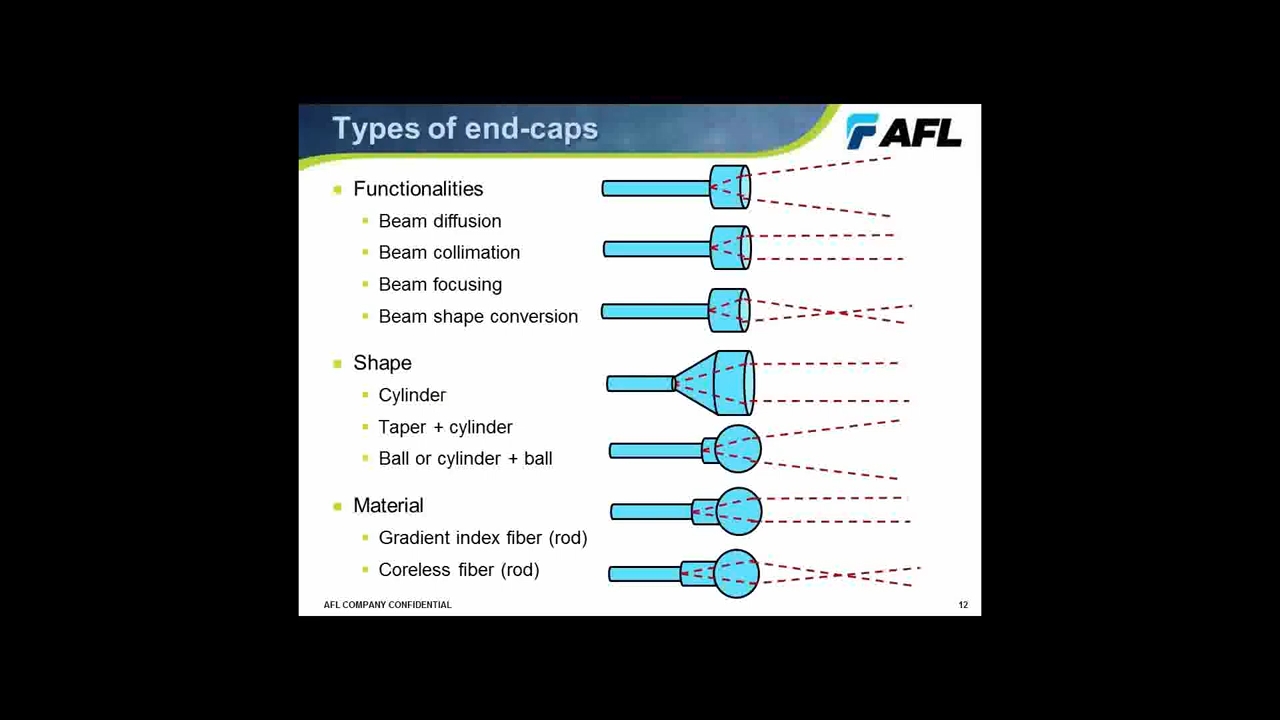 Types of end-caps
AFL
Functionalities
Beam diffusion
Beam collimation
Beam focusing
Beam shape conversion
Shape
Cylinder
Taper + cylinder
Ball or cylinder + ball
Material
Gradient index fiber (rod)
Coreless fiber (rod)
AFL COMPANY CONFIDENTIAL
12